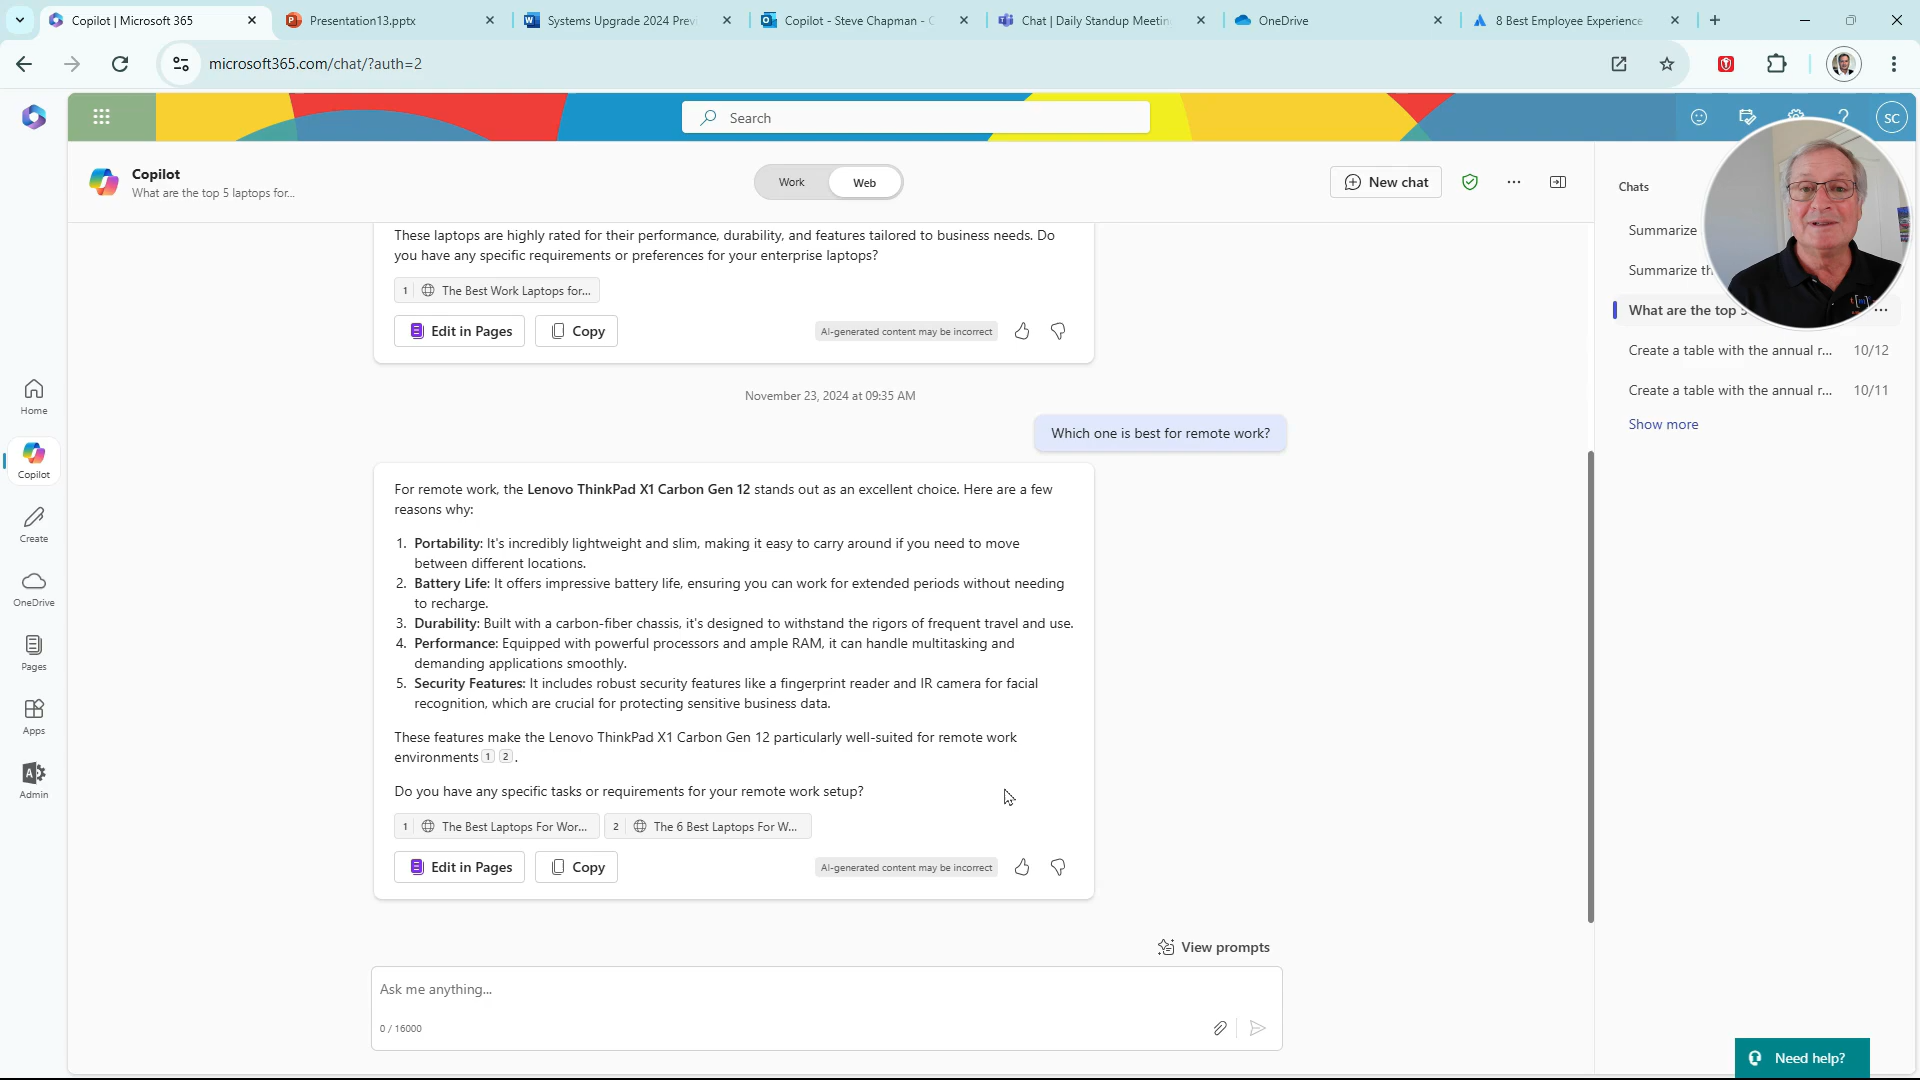 Copilot | Microsoft 365
Presentation13.pptx
Systems Upgrade 2024 Prev
Copilot - Steve Chapman - O
Chat | Daily Standup Meetin
OneDrive
8 Best Employee Experience
microsoft365.com/chat/?auth=2
Search
SC
Copilot
What are the top 5 laptops for...
Work
Web
New chat
Chats
These laptops are highly rated for their performance, durability, and features tailored to business needs. Do
you have any specific requirements or preferences for your enterprise laptops?
1 The Best Work Laptops for...
Edit in Pages
Copy
AI-generated content may be incorrect
Summarize
Summarize th
What are the top 5
...
Create a table with the annual r... 10/12
Create a table with the annual r... 10/11
Show more
Home
Copilot
Create
OneDrive
Pages
Apps
Admin
November 23, 2024 at 09:35 AM
Which one is best for remote work?
For remote work, the Lenovo ThinkPad X1 Carbon Gen 12 stands out as an excellent choice. Here are a few
reasons why:
1. Portability: It's incredibly lightweight and slim, making it easy to carry around if you need to move
between different locations.
2. Battery Life: It offers impressive battery life, ensuring you can work for extended periods without needing
to recharge.
3. Durability: Built with a carbon-fiber chassis, it's designed to withstand the rigors of frequent travel and use.
4. Performance: Equipped with powerful processors and ample RAM, it can handle multitasking and
demanding applications smoothly.
5. Security Features: It includes robust security features like a fingerprint reader and IR camera for facial
recognition, which are crucial for protecting sensitive business data.
These features make the Lenovo ThinkPad X1 Carbon Gen 12 particularly well-suited for remote work
environments 1 2 .
Do you have any specific tasks or requirements for your remote work setup?
1 The Best Laptops For Wor...
2 The 6 Best Laptops For W...
Edit in Pages
Copy
AI-generated content may be incorrect
View prompts
Ask me anything...
0 / 16000
Need help?